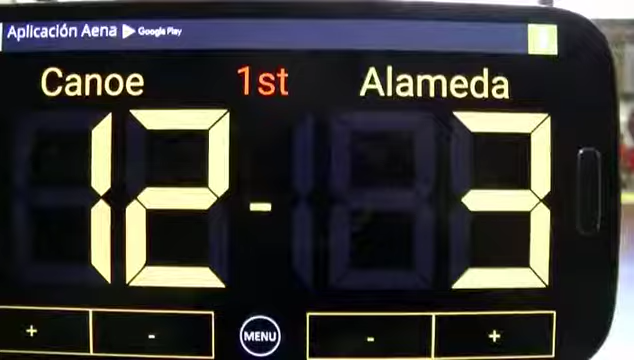 Aplicación Aena Google Play
Canoe 1st Alameda
12 - 3
+ - MENU - +